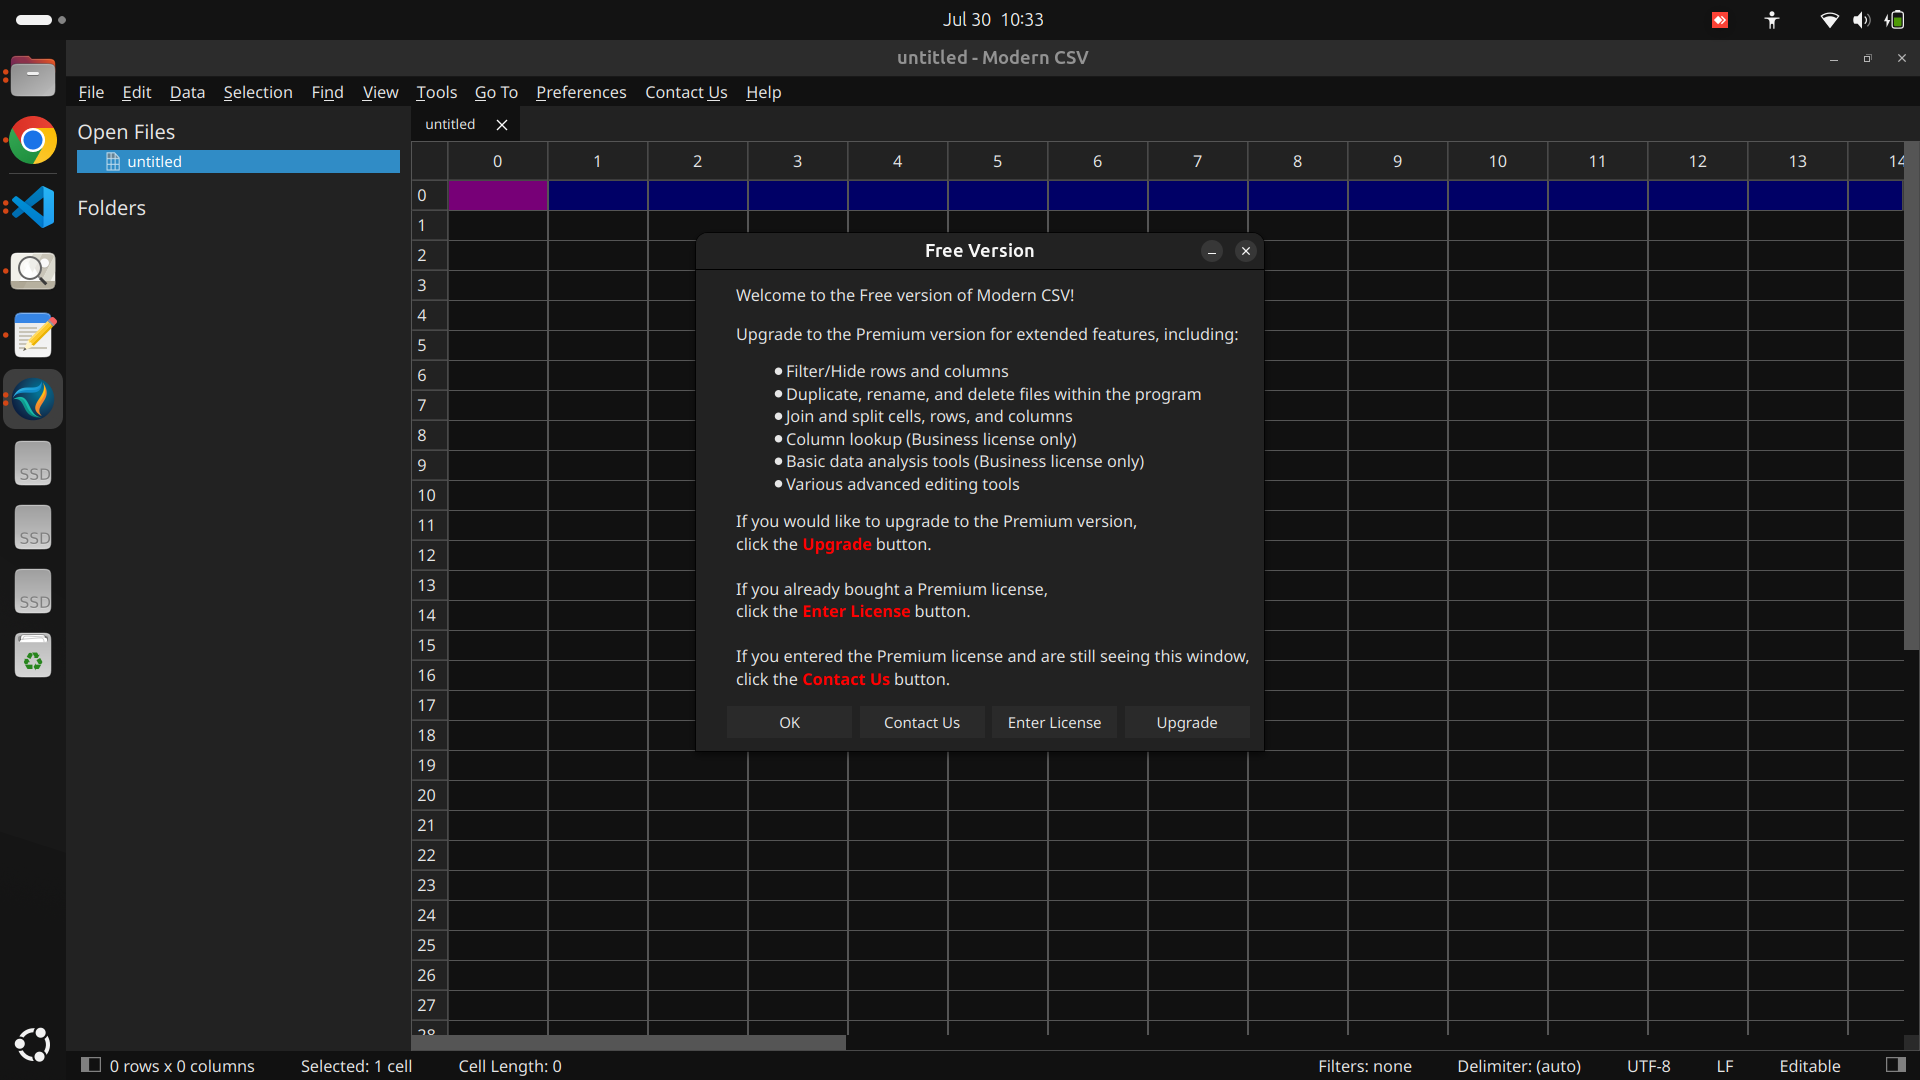 Jul 30 10:33
untitled - Modern CSV
File Edit Data Selection Find View Tools Go To Preferences Contact Us Help
Open Files
untitled
Folders
untitled
0 1 2 3 4 5 6 7 8 9 10 11 12 13 14
0
1
2
3
4
5
6
7
8
9
10
11
12
13
14
15
16
17
18
19
20
21
22
23
24
25
26
27
28
Free Version
Welcome to the Free version of Modern CSV!
Upgrade to the Premium version for extended features, including:
● Filter/Hide rows and columns
● Duplicate, rename, and delete files within the program
● Join and split cells, rows, and columns
● Column lookup (Business license only)
● Basic data analysis tools (Business license only)
● Various advanced editing tools
If you would like to upgrade to the Premium version,
click the Upgrade button.
If you already bought a Premium license,
click the Enter License button.
If you entered the Premium license and are still seeing this window,
click the Contact Us button.
OK Contact Us Enter License Upgrade
SSD
SSD
SSD
0 rows x 0 columns Selected: 1 cell Cell Length: 0 Filters: none Delimiter: (auto) UTF-8 LF Editable